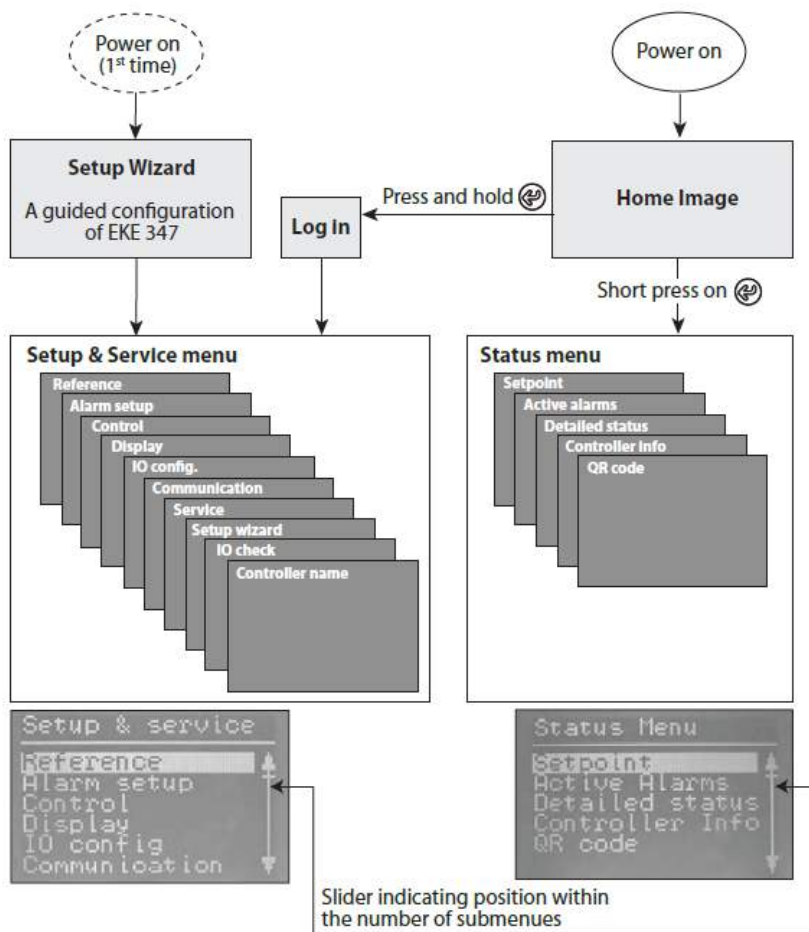 Power on
(1st time)
Power on
Setup Wizard
A guided configuration
of EKE 347
Log in
Press and hold
Home Image
Short press on
Setup & Service menu
Reference
Alarm setup
Control
Display
IO config.
Communication
Service
Setup wizard
IO check
Controller name
Status menu
Setpoint
Active alarms
Detailed status
Controller info
QR code
Setup & service
Reference
Alarm setup
Control
Display
IO config
Communication
Status Menu
Setpoint
Active Alarms
Detailed status
Controller Info
QR code
Slider indicating position within
the number of submenues